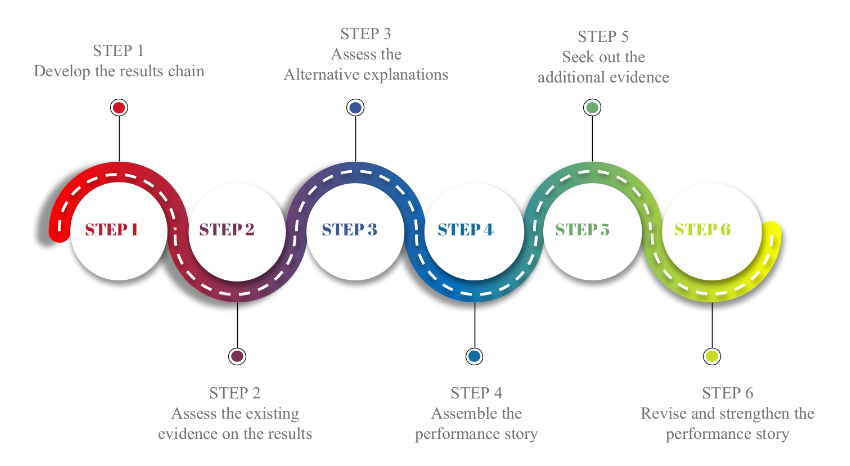 STEP 1
Develop the results chain
STEP 3
Assess the
Alternative explanations
STEP 5
Seek out the
additional evidence
STEP 1
STEP 2
STEP 3
STEP 4
STEP 5
STEP 6
STEP 2
Assess the existing
evidence on the results
STEP 4
Assemble the
performance story
STEP 6
Revise and strengthen the
performance story